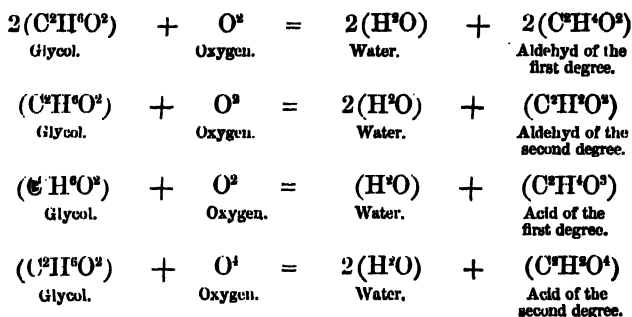 2(C²H⁶O²) + O² = 2(H²O) + 2(C²H⁴O²)
Glycol. Oxygen. Water. Aldehyd of the first degree.
(C²H⁶O²) + O² = 2(H²O) + (C²H²O²)
Glycol. Oxygen. Water. Aldehyd of the second degree.
(C²H⁶O²) + O² = (H²O) + (C²H⁴O³)
Glycol. Oxygen. Water. Acid of the first degree.
(C²H⁶O²) + O⁴ = 2(H²O) + (C²H²O⁴)
Glycol. Oxygen. Water. Acid of the second degree.